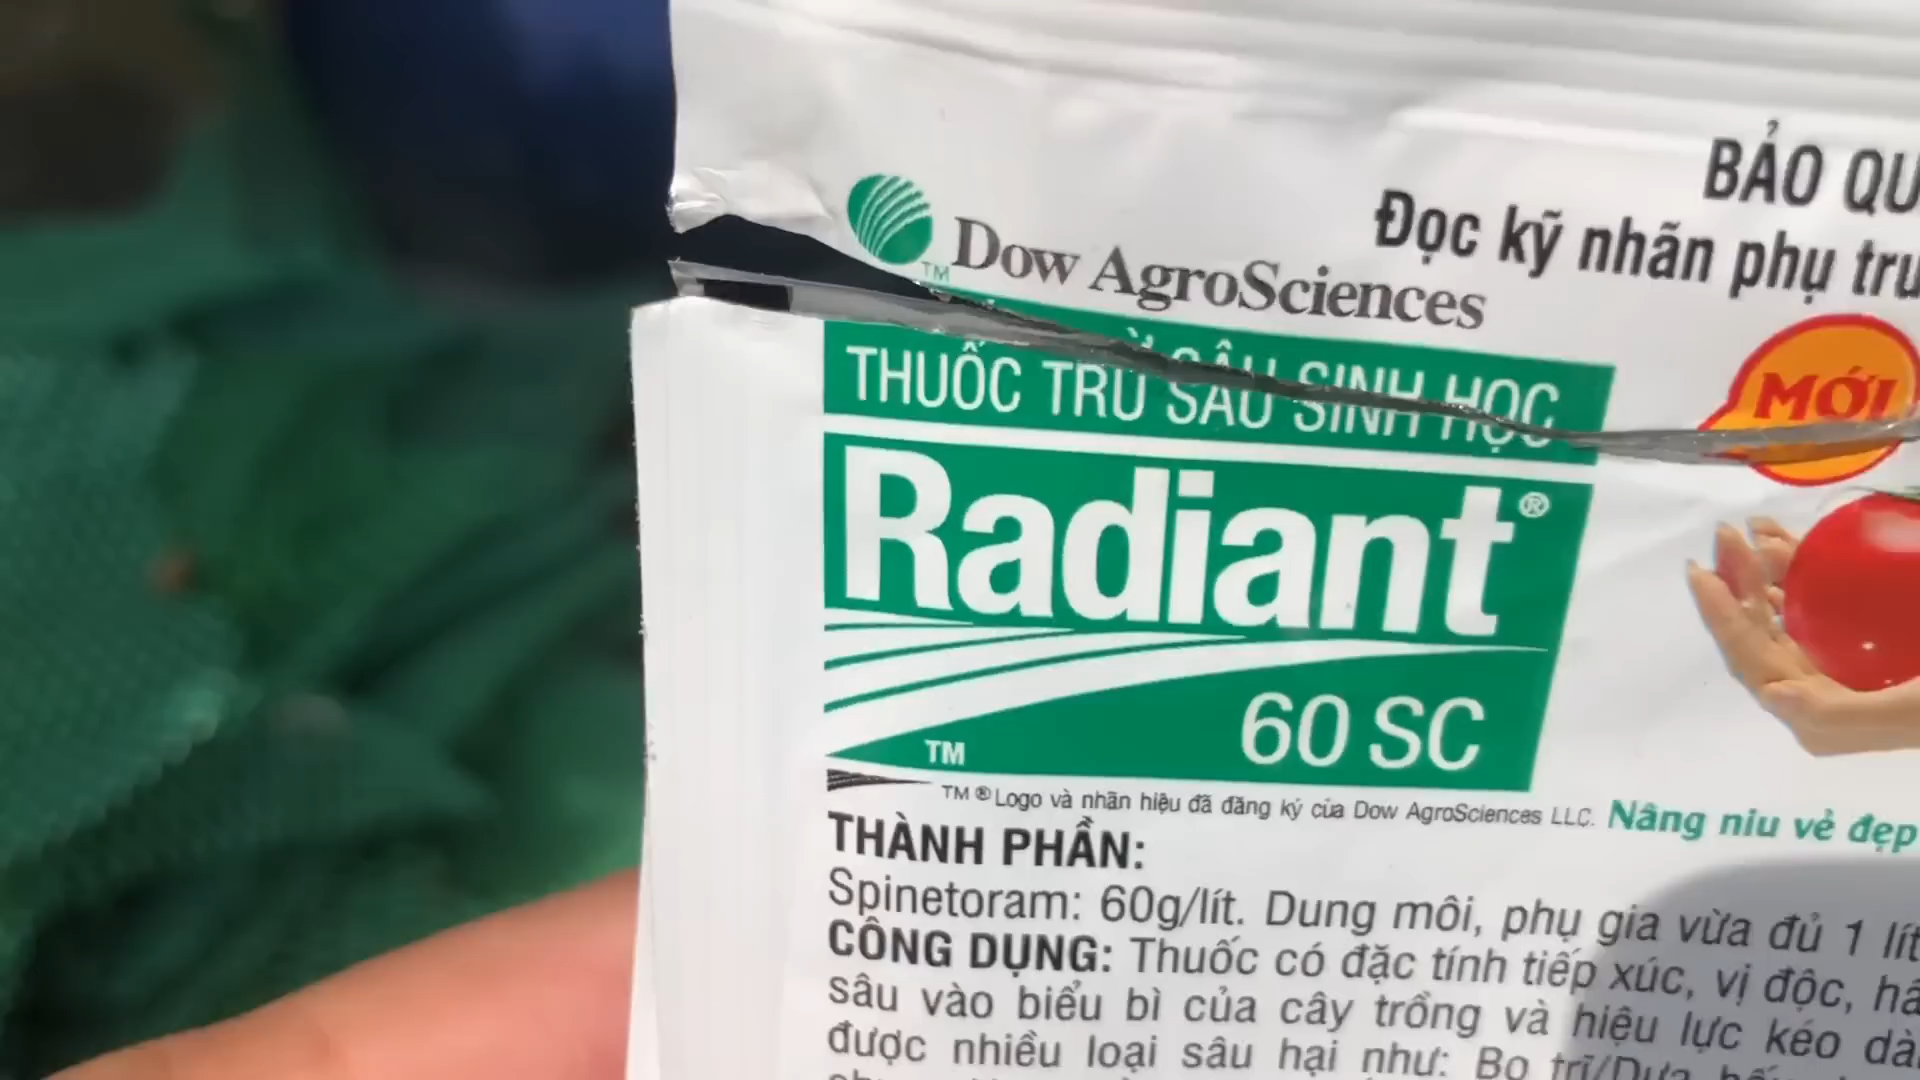 BẢO QU
Đọc kỹ nhãn phụ tru
Dow AgroSciences
™
THUỐC TRỪ SÂU SINH HỌC
MỚI
Radiant®
60 SC
TM
™ ® Logo và nhãn hiệu đã đăng ký của Dow AgroSciences LLC.
Nâng niu vẻ đẹp
THÀNH PHẦN:
Spinetoram: 60g/lít. Dung môi, phụ gia vừa đủ 1 lít
CÔNG DỤNG: Thuốc có đặc tính tiếp xúc, vị độc, hấ
sâu vào biểu bì của cây trồng và hiệu lực kéo dà
được nhiều loại sâu hại như: Bọ trĩ/Dưa hấ